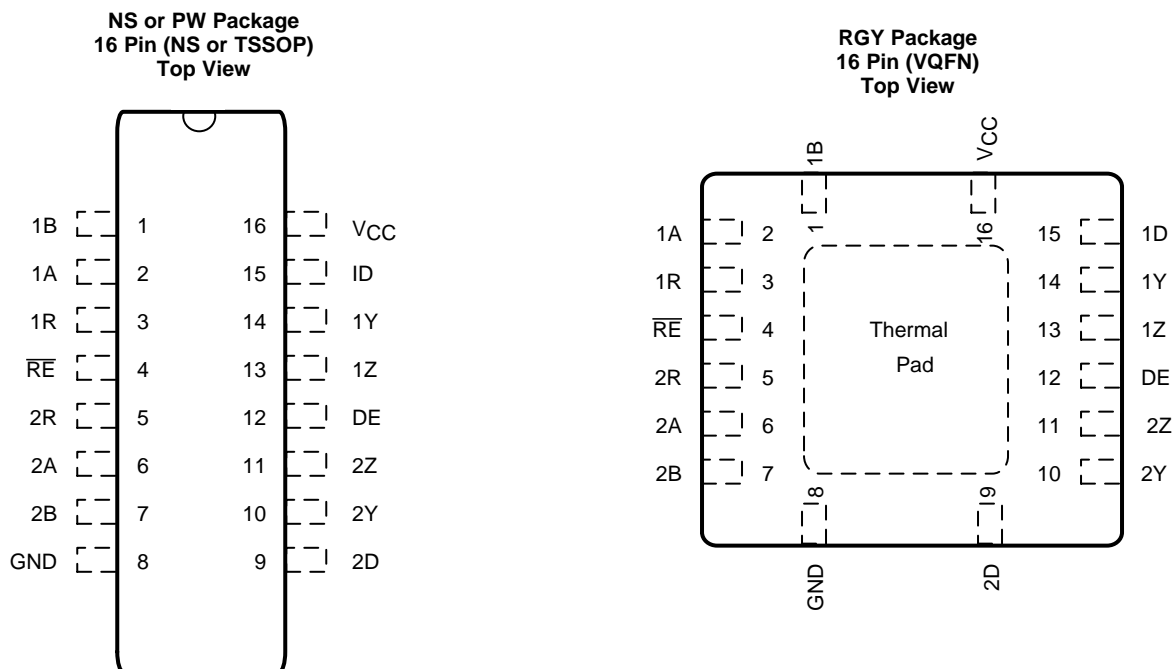 NS or PW Package
16 Pin (NS or TSSOP)
Top View
1B 1 16 VCC
1A 2 15 ID
1R 3 14 1Y
R̅E̅ 4 13 1Z
2R 5 12 DE
2A 6 11 2Z
2B 7 10 2Y
GND 8 9 2D
RGY Package
16 Pin (VQFN)
Top View
1B VCC
1 16
1A 2 15 1D
1R 3 14 1Y
R̅E̅ 4 13 1Z
2R 5 12 DE
2A 6 11 2Z
2B 7 10 2Y
Thermal
Pad
8 9
GND 2D